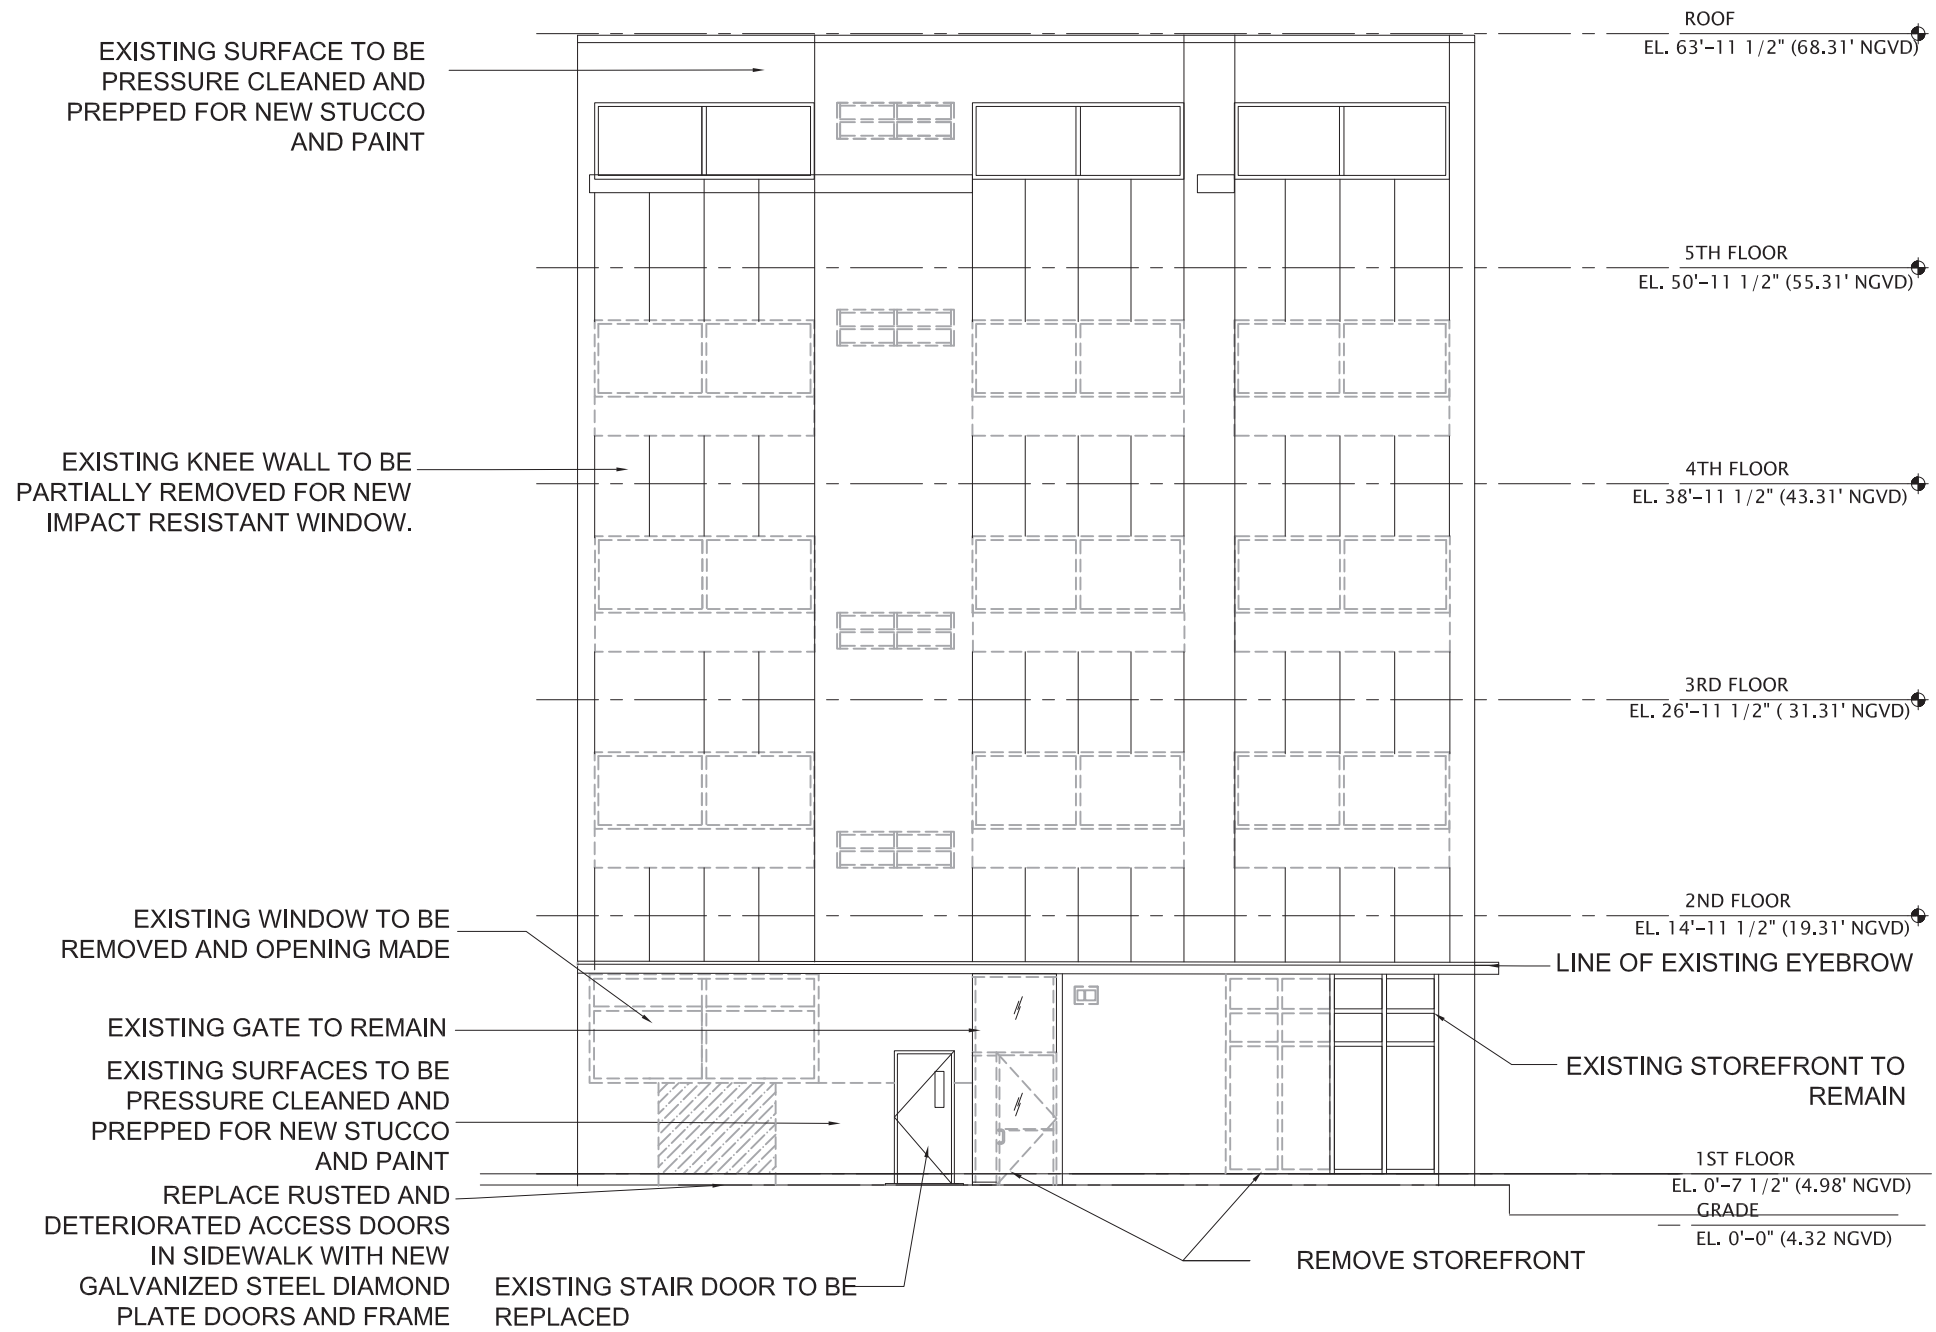 EXISTING SURFACE TO BE
PRESSURE CLEANED AND
PREPPED FOR NEW STUCCO
AND PAINT
EXISTING KNEE WALL TO BE
PARTIALLY REMOVED FOR NEW
IMPACT RESISTANT WINDOW.
EXISTING WINDOW TO BE
REMOVED AND OPENING MADE
EXISTING GATE TO REMAIN
EXISTING SURFACES TO BE
PRESSURE CLEANED AND
PREPPED FOR NEW STUCCO
AND PAINT
REPLACE RUSTED AND
DETERIORATED ACCESS DOORS
IN SIDEWALK WITH NEW
GALVANIZED STEEL DIAMOND
PLATE DOORS AND FRAME
EXISTING STAIR DOOR TO BE
REPLACED
REMOVE STOREFRONT
ROOF
EL. 63'-11 1/2" (68.31' NGVD)
5TH FLOOR
EL. 50'-11 1/2" (55.31' NGVD)
4TH FLOOR
EL. 38'-11 1/2" (43.31' NGVD)
3RD FLOOR
EL. 26'-11 1/2" ( 31.31' NGVD)
2ND FLOOR
EL. 14'-11 1/2" (19.31' NGVD)
LINE OF EXISTING EYEBROW
EXISTING STOREFRONT TO
REMAIN
1ST FLOOR
EL. 0'-7 1/2" (4.98' NGVD)
GRADE
EL. 0'-0" (4.32 NGVD)